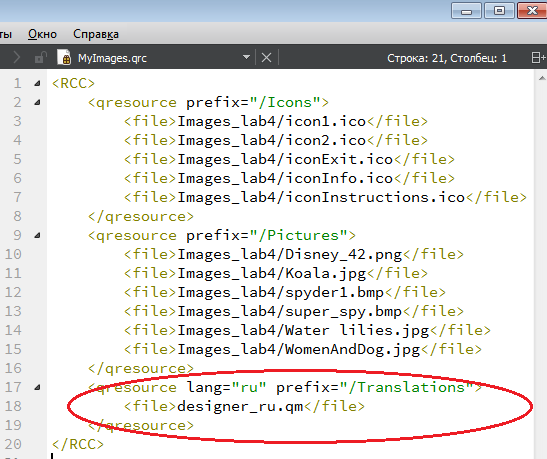 ты Окно Справка
MyImages.qrc Строка: 21, Столбец: 1
1 <RCC>
2 <qresource prefix="/Icons">
3 <file>Images_lab4/icon1.ico</file>
4 <file>Images_lab4/icon2.ico</file>
5 <file>Images_lab4/iconExit.ico</file>
6 <file>Images_lab4/iconInfo.ico</file>
7 <file>Images_lab4/iconInstructions.ico</file>
8 </qresource>
9 <qresource prefix="/Pictures">
10 <file>Images_lab4/Disney_42.png</file>
11 <file>Images_lab4/Koala.jpg</file>
12 <file>Images_lab4/spyder1.bmp</file>
13 <file>Images_lab4/super_spy.bmp</file>
14 <file>Images_lab4/Water lilies.jpg</file>
15 <file>Images_lab4/WomenAndDog.jpg</file>
16 </qresource>
17 <qresource lang="ru" prefix="/Translations">
18 <file>designer_ru.qm</file>
19 </qresource>
20 </RCC>